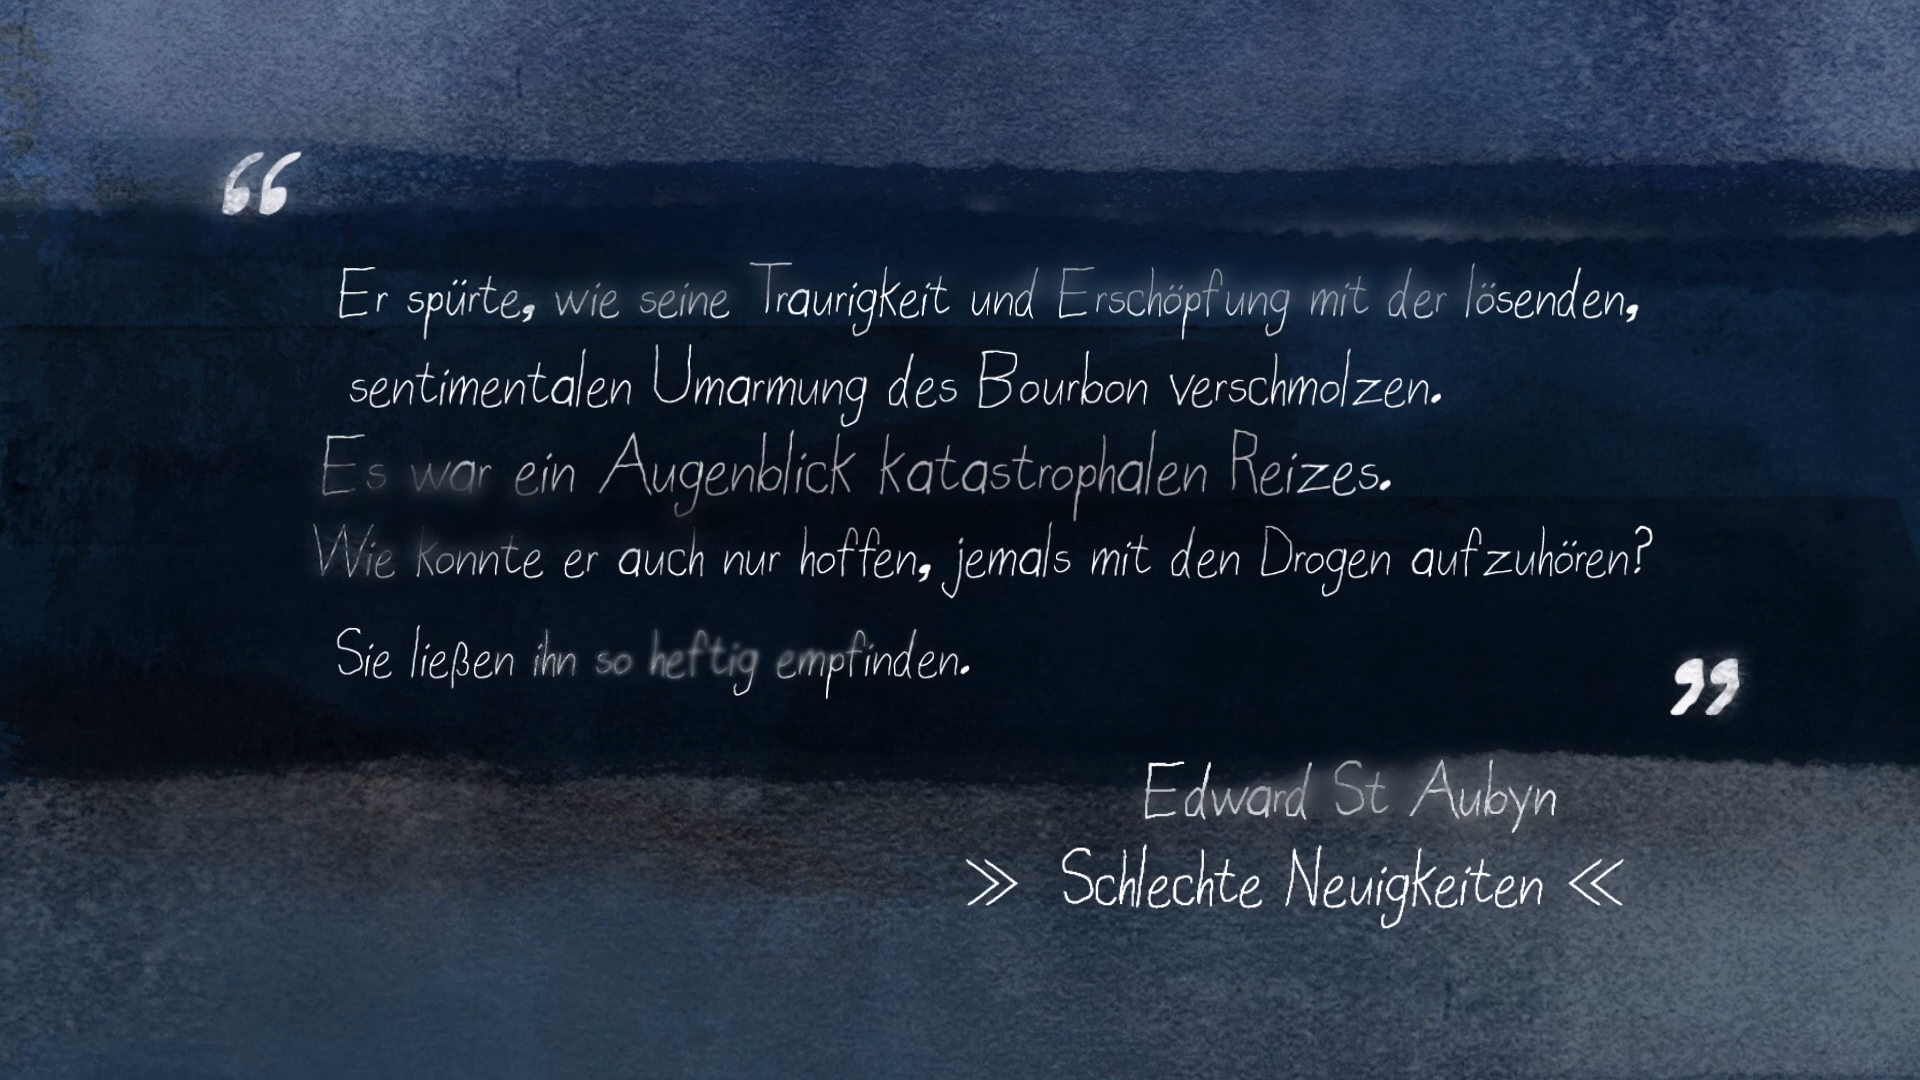 “
Er spürte, wie seine Traurigkeit und Erschöpfung mit der lösenden,
sentimentalen Umarmung des Bourbon verschmolzen.
Es war ein Augenblick katastrophalen Reizes.
Wie konnte er auch nur hoffen, jemals mit den Drogen aufzuhören?
Sie ließen ihn so heftig empfinden.
”
Edward St Aubyn
» Schlechte Neuigkeiten «